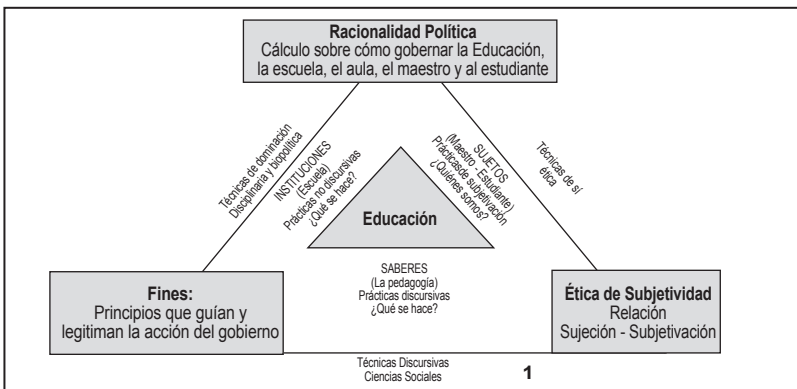 Racionalidad Política
Cálculo sobre cómo gobernar la Educación,
la escuela, el aula, el maestro y al estudiante
Técnicas de dominación
Disciplinaria y biopolítica
INSTITUCIONES
(Escuela)
Prácticas no discursivas
¿Qué se hace?
SUJETOS
(Maestro - Estudiante)
Prácticasde subjetivación
¿Quiénes somos?
Técnicas de sí
ética
Educación
SABERES
(La pedagogía)
Prácticas discursivas
¿Qué se hace?
Fines:
Principios que guían y
legitiman la acción del gobierno
Ética de Subjetividad
Relación
Sujeción - Subjetivación
Técnicas Discursivas
Ciencias Sociales
1